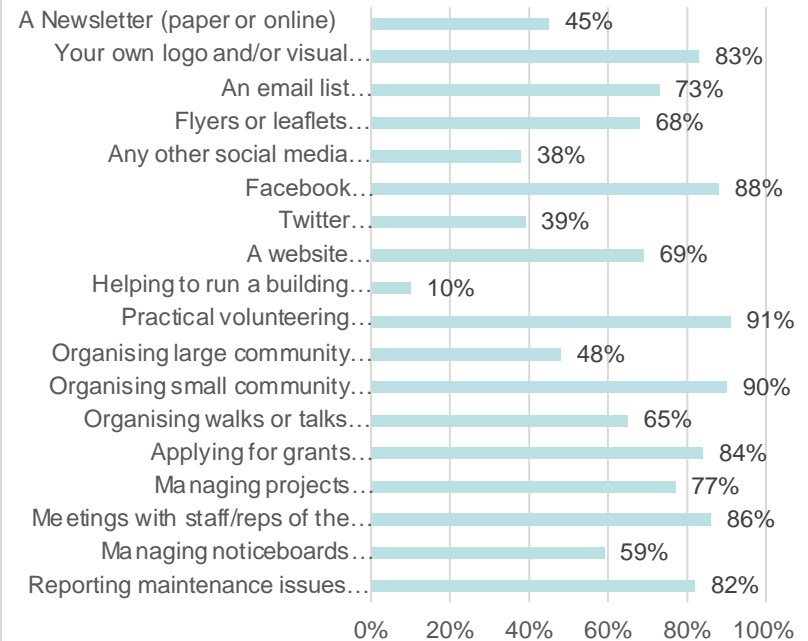 A Newsletter (paper or online) 45%
Your own logo and/or visual… 83%
An email list… 73%
Flyers or leaflets… 68%
Any other social media… 38%
Facebook… 88%
Twitter… 39%
A website… 69%
Helping to run a building… 10%
Practical volunteering… 91%
Organising large community… 48%
Organising small community… 90%
Organising walks or talks… 65%
Applying for grants… 84%
Managing projects… 77%
Meetings with staff/reps of the… 86%
Managing noticeboards… 59%
Reporting maintenance issues… 82%
0% 20% 40% 60% 80% 100%